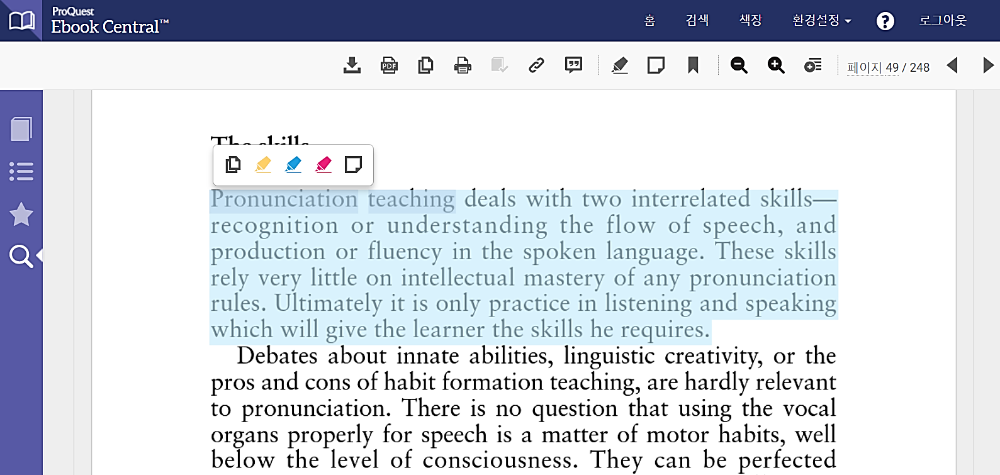 ProQuest
Ebook Central™
홈 검색 책장 환경설정 로그아웃
PDF
페이지 49 / 248
The skills
Pronunciation teaching deals with two interrelated skills—
recognition or understanding the flow of speech, and
production or fluency in the spoken language. These skills
rely very little on intellectual mastery of any pronunciation
rules. Ultimately it is only practice in listening and speaking
which will give the learner the skills he requires.
Debates about innate abilities, linguistic creativity, or the
pros and cons of habit formation teaching, are hardly relevant
to pronunciation. There is no question that using the vocal
organs properly for speech is a matter of motor habits, well
below the level of consciousness. They can be perfected